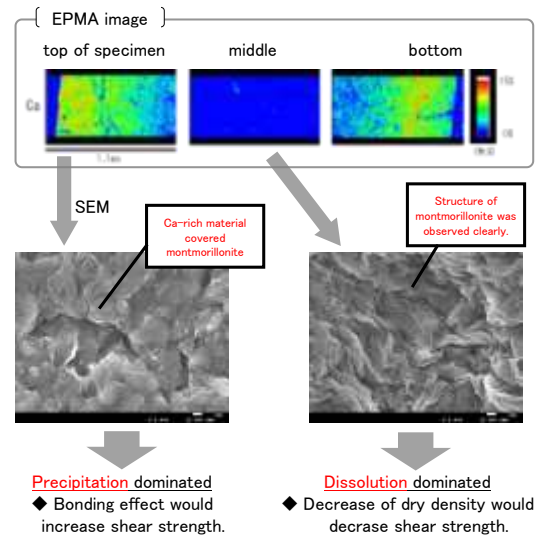 EPMA image
top of specimen middle bottom
Ca
SEM
Ca-rich material
covered
montmorillonite
Structure of
montmorillonite was
observed clearly.
Precipitation dominated
◆ Bonding effect would
increase shear strength.
Dissolution dominated
◆ Decrease of dry density would
decrase shear strength.